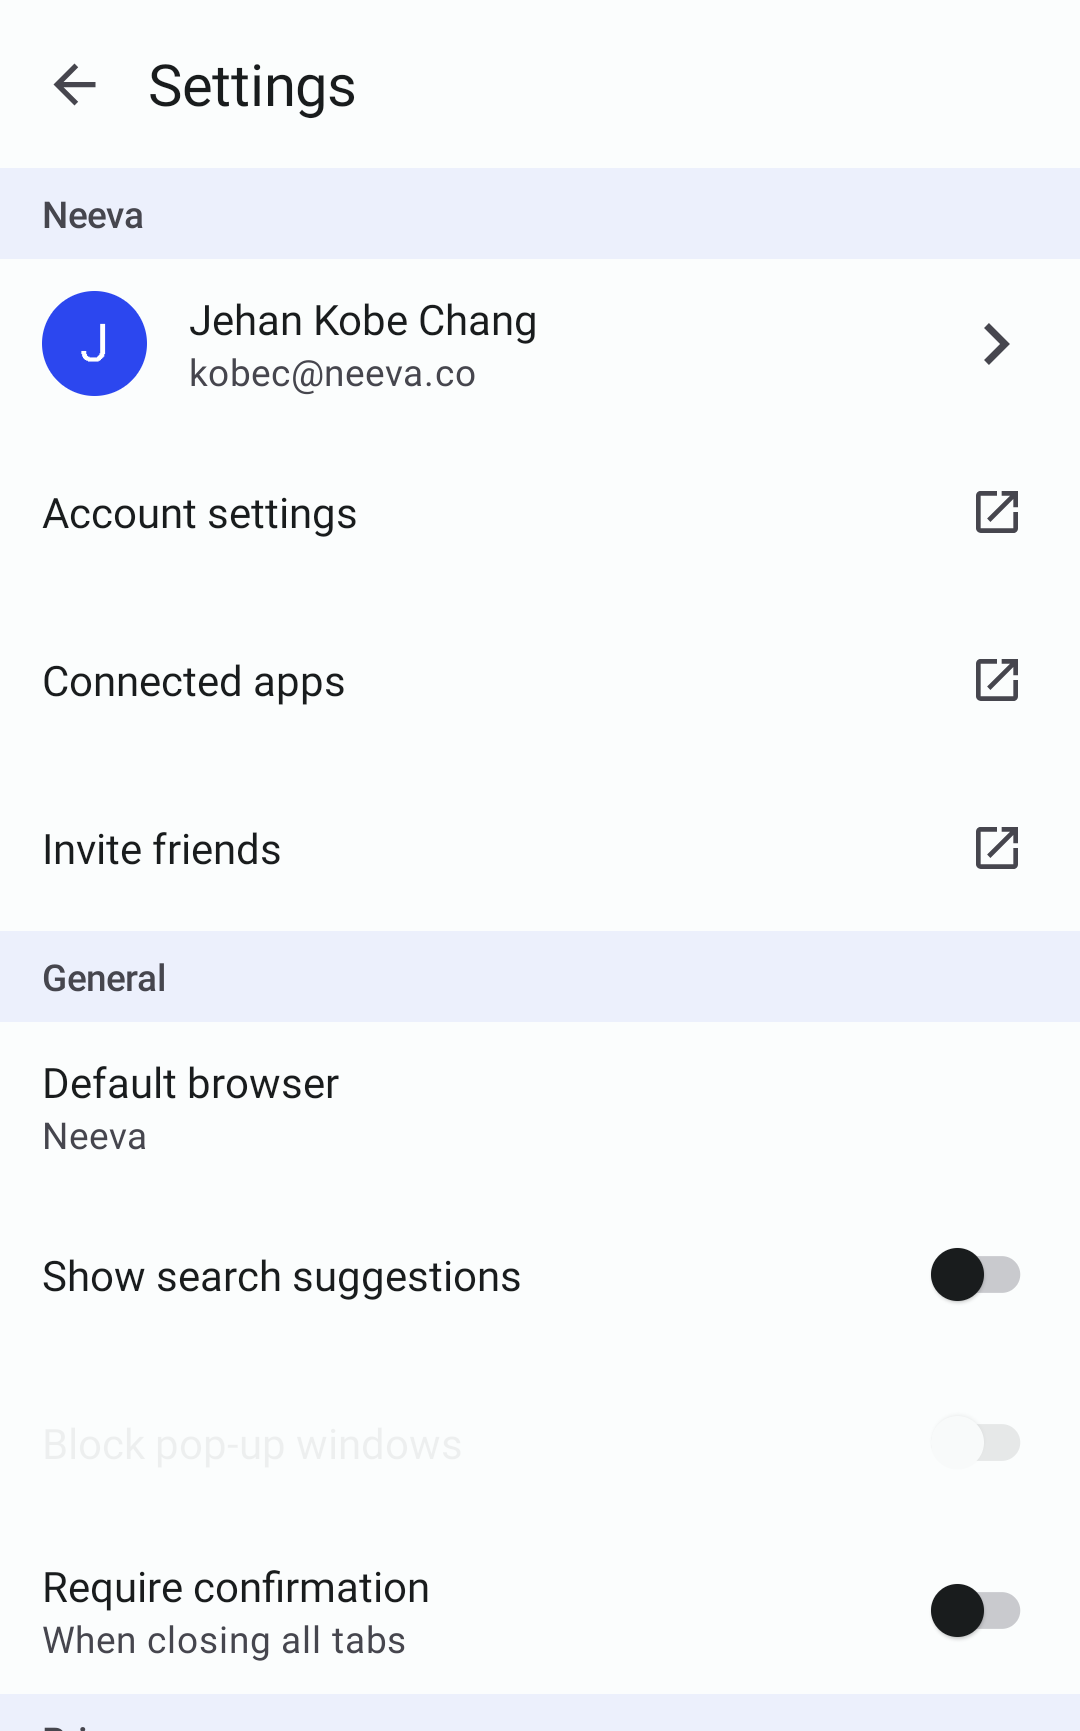 Settings
Neeva
J
Jehan Kobe Chang
kobec@neeva.co
Account settings
Connected apps
Invite friends
General
Default browser
Neeva
Show search suggestions
Block pop-up windows
Require confirmation
When closing all tabs